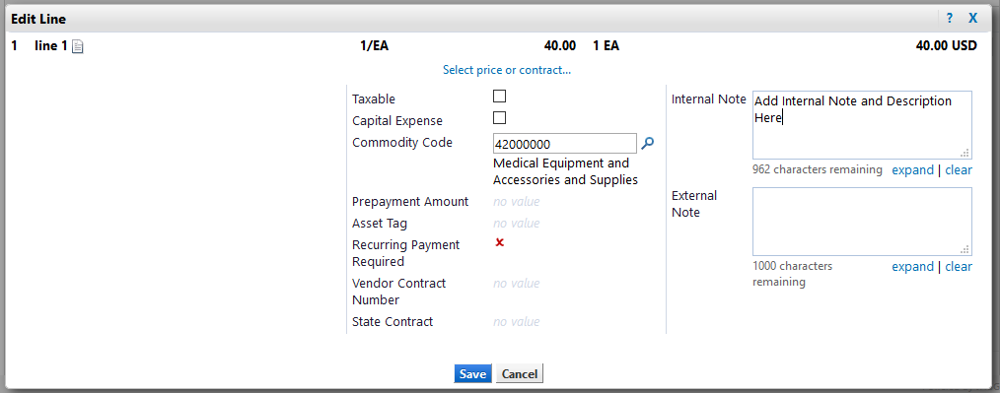 Edit Line ? X
1 line 1 1/EA 40.00 1 EA 40.00 USD
Select price or contract...
Taxable
Capital Expense
Commodity Code 42000000
Medical Equipment and
Accessories and Supplies
Prepayment Amount no value
Asset Tag no value
Recurring Payment
Required
Vendor Contract no value
Number
State Contract no value
Internal Note Add Internal Note and Description
Here
962 characters remaining expand | clear
External
Note
1000 characters expand | clear
remaining
Save Cancel